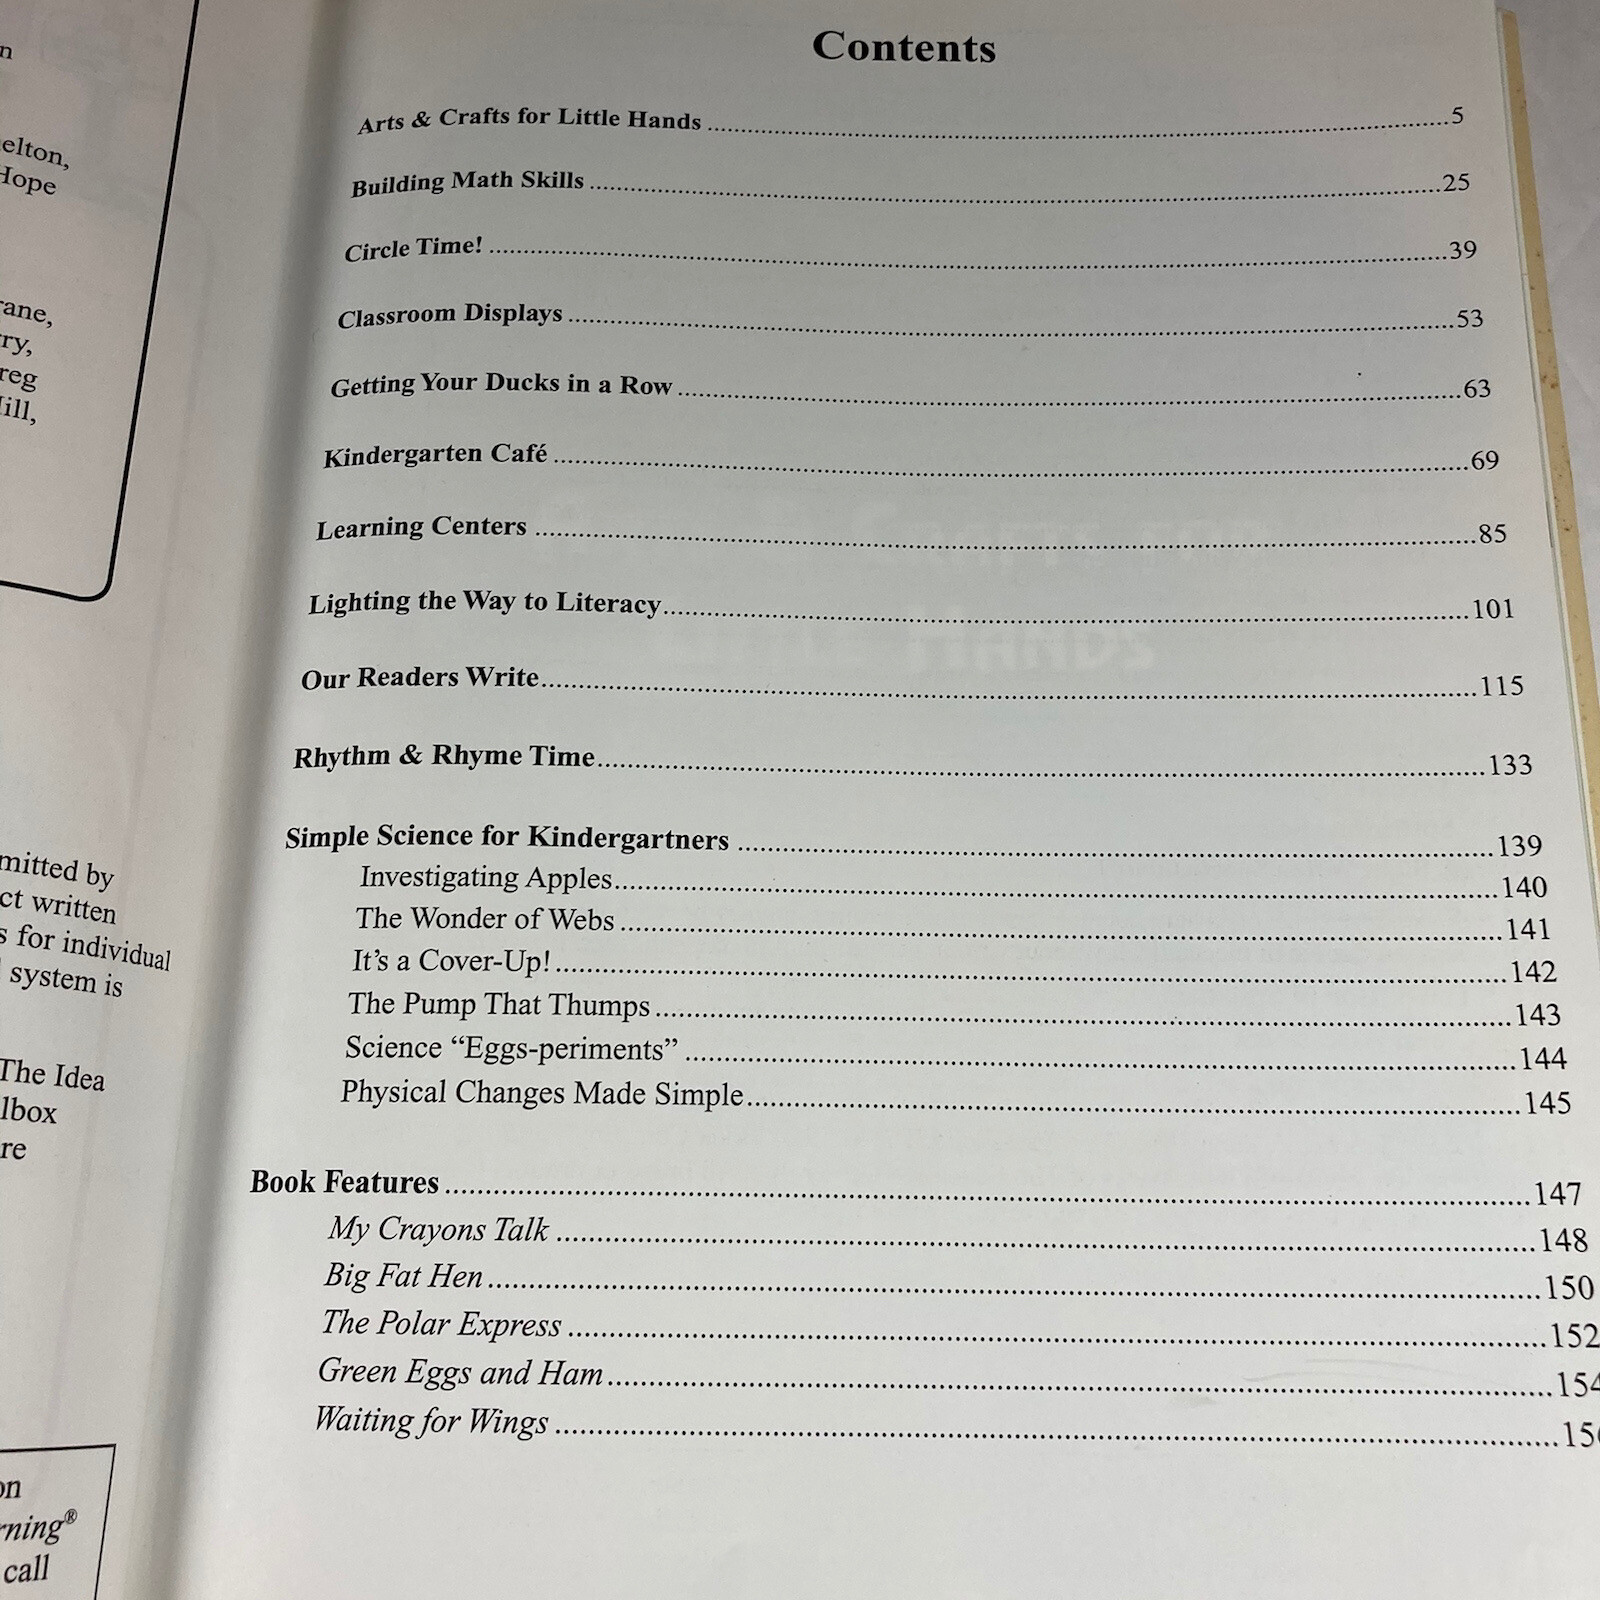 n
elton,
Hope
rane,
ry,
reg
Hill,
mitted by
ct written
s for individual
system is
The Idea
lbox
re
on
rning®
call
Contents
Arts & Crafts for Little Hands ........ 5
Building Math Skills ........ 25
Circle Time! ........ 39
Classroom Displays ........ 53
Getting Your Ducks in a Row ........ 63
Kindergarten Café ........ 69
Learning Centers ........ 85
Lighting the Way to Literacy ........ 101
Our Readers Write ........ 115
Rhythm & Rhyme Time ........ 133
Simple Science for Kindergartners ........ 139
Investigating Apples ........ 140
The Wonder of Webs ........ 141
It's a Cover-Up! ........ 142
The Pump That Thumps ........ 143
Science “Eggs-periments” ........ 144
Physical Changes Made Simple ........ 145
Book Features ........ 147
My Crayons Talk ........ 148
Big Fat Hen ........ 150
The Polar Express ........ 152
Green Eggs and Ham ........ 154
Waiting for Wings ........ 156